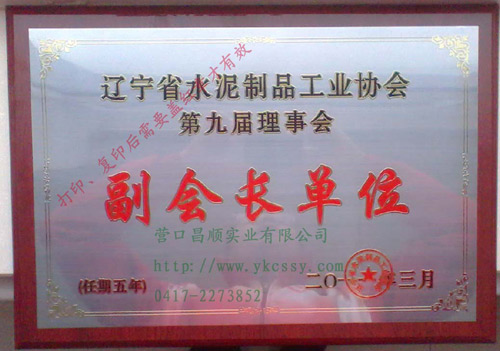 辽宁省水泥制品工业协会
第九届理事会
副会长单位
营口昌顺实业有限公司
http://www.ykcssy.com
(任期五年)
二〇一 年三月
0417-2273852
打印、复印后需要盖 才有效